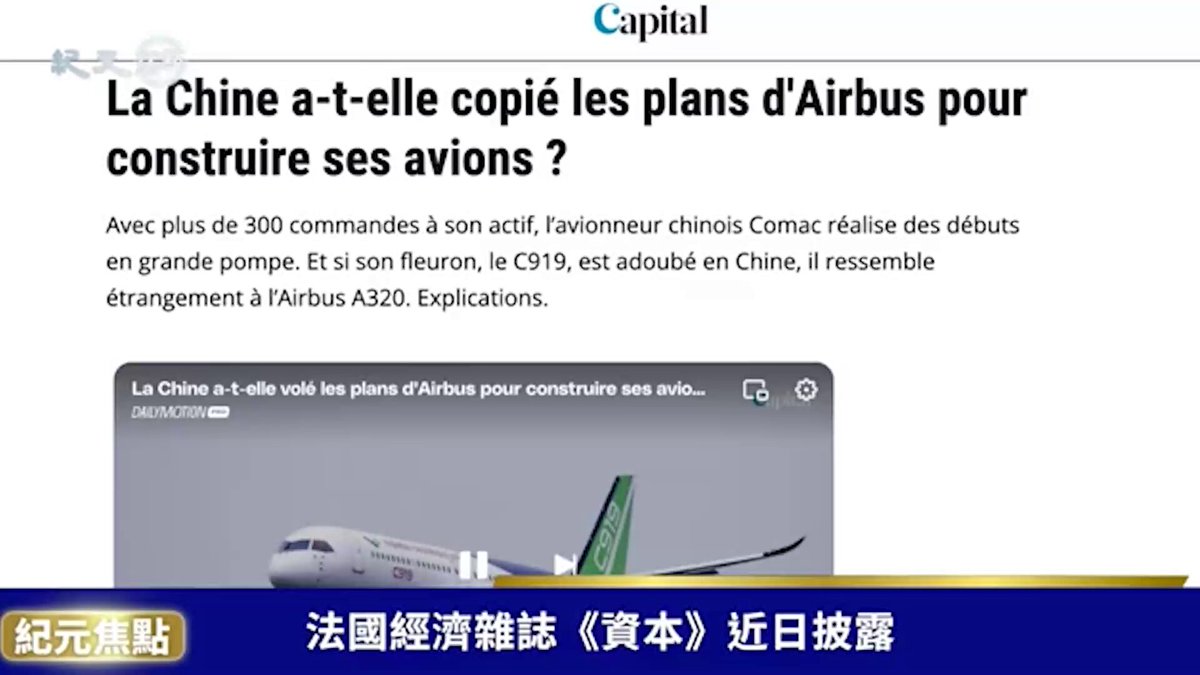 Capital
紀元
La Chine a-t-elle copié les plans d'Airbus pour
construire ses avions ?
Avec plus de 300 commandes à son actif, l’avionneur chinois Comac réalise des débuts
en grande pompe. Et si son fleuron, le C919, est adoubé en Chine, il ressemble
étrangement à l’Airbus A320. Explications.
La Chine a-t-elle volé les plans d'Airbus pour construire ses avio...
DAILYMOTION PRO
Capital
C919
C919
紀元焦點
法國經濟雜誌《資本》近日披露